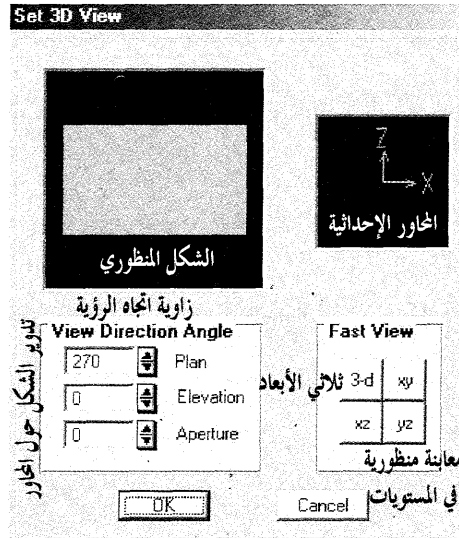 Set 3D View
Z
X
المحاور الإحداثية
الشكل المنظوري
زاوية اتجاه الرؤية
View Direction Angle
Fast View
تدوير الشكل حول المحاور
270 Plan
0 Elevation
0 Aperture
ثلاثي الأبعاد
3-d xy
xz yz
معاينة منظورية
في المستويات
OK Cancel